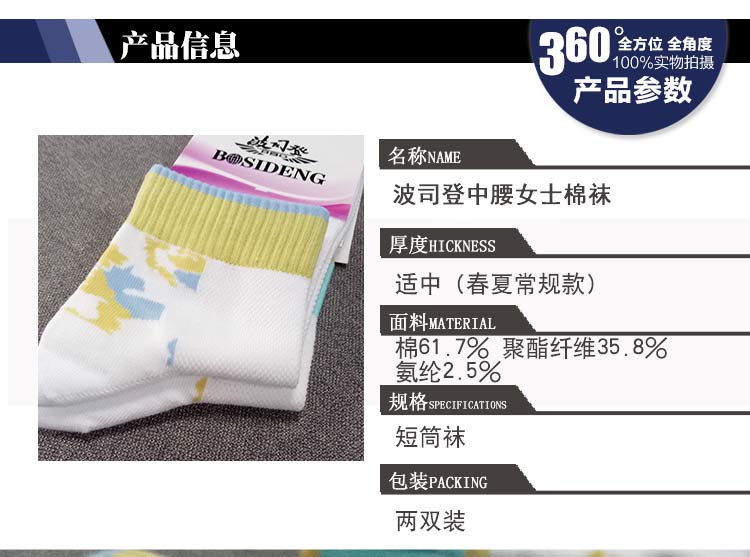 产品信息
360°全方位 全角度
100%实物拍摄
产品参数
波司登
BOSIDENG
名称NAME
波司登中腰女士棉袜
厚度HICKNESS
适中（春夏常规款）
面料MATERIAL
棉61.7% 聚酯纤维35.8%
氨纶2.5%
规格SPECIFICATIONS
短筒袜
包装PACKING
两双装